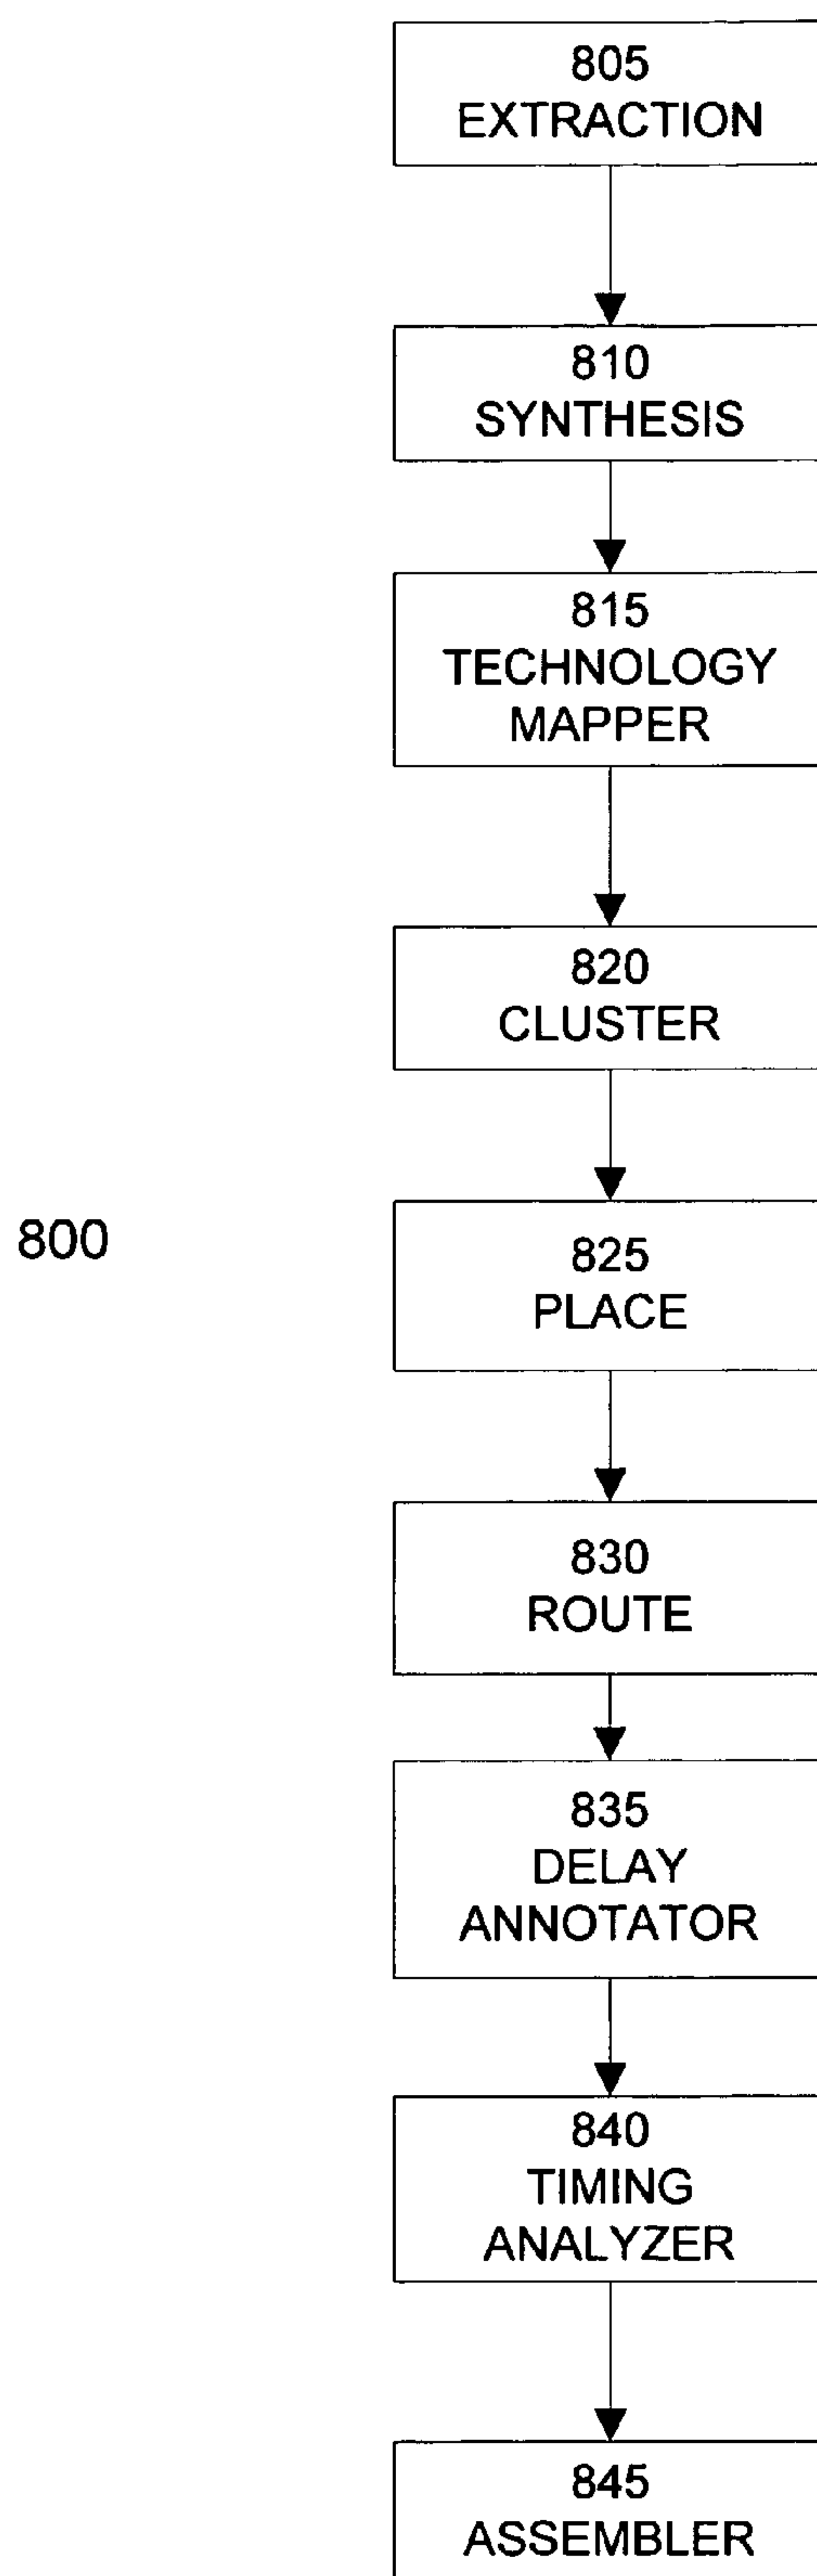 805
EXTRACTION
810
SYNTHESIS
815
TECHNOLOGY
MAPPER
820
CLUSTER
800
825
PLACE
830
ROUTE
835
DELAY
ANNOTATOR
840
TIMING
ANALYZER
845
ASSEMBLER